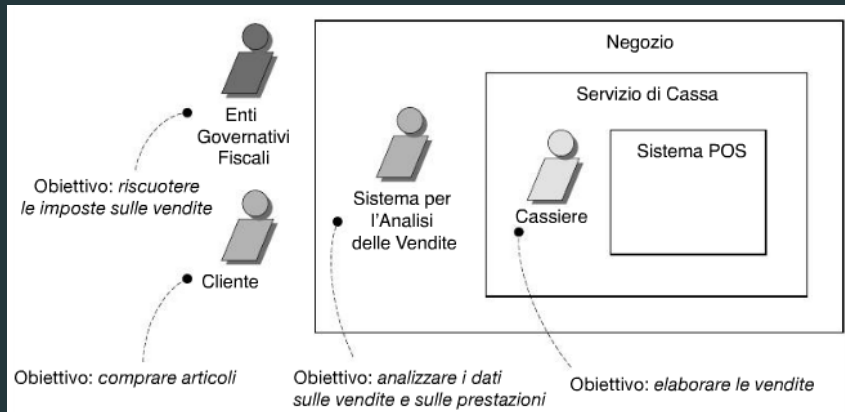 Negozio
Servizio di Cassa
Sistema POS
Enti
Governativi
Fiscali
Obiettivo: riscuotere
le imposte sulle vendite
Sistema per
l'Analisi
delle Vendite
Cassiere
Cliente
Obiettivo: comprare articoli
Obiettivo: analizzare i dati
sulle vendite e sulle prestazioni
Obiettivo: elaborare le vendite